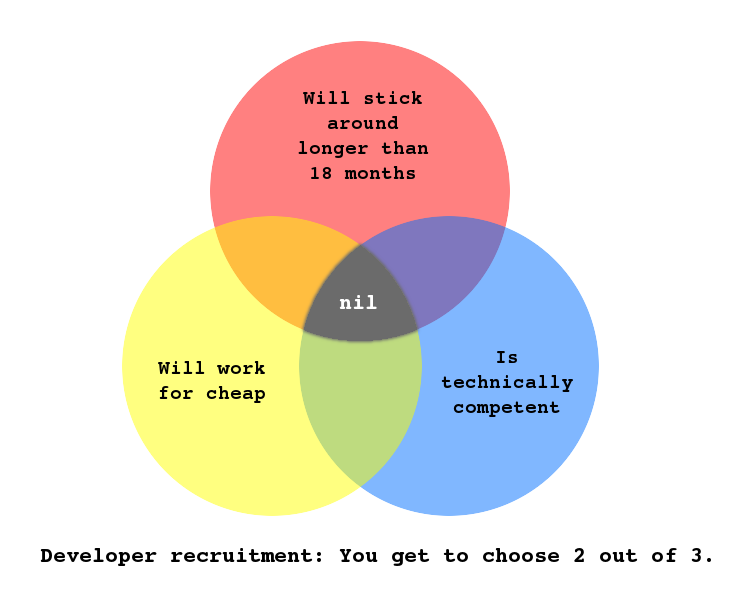 Will stick
around
longer than
18 months
nil
Will work
for cheap
Is
technically
competent
Developer recruitment: You get to choose 2 out of 3.